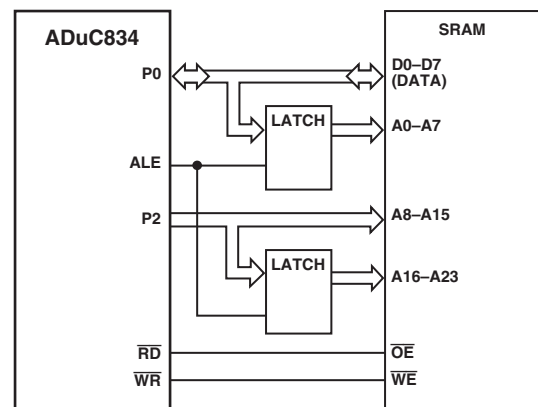 ADuC834
SRAM
P0
D0–D7
(DATA)
LATCH
A0–A7
ALE
P2
A8–A15
LATCH
A16–A23
RD
OE
WR
WE